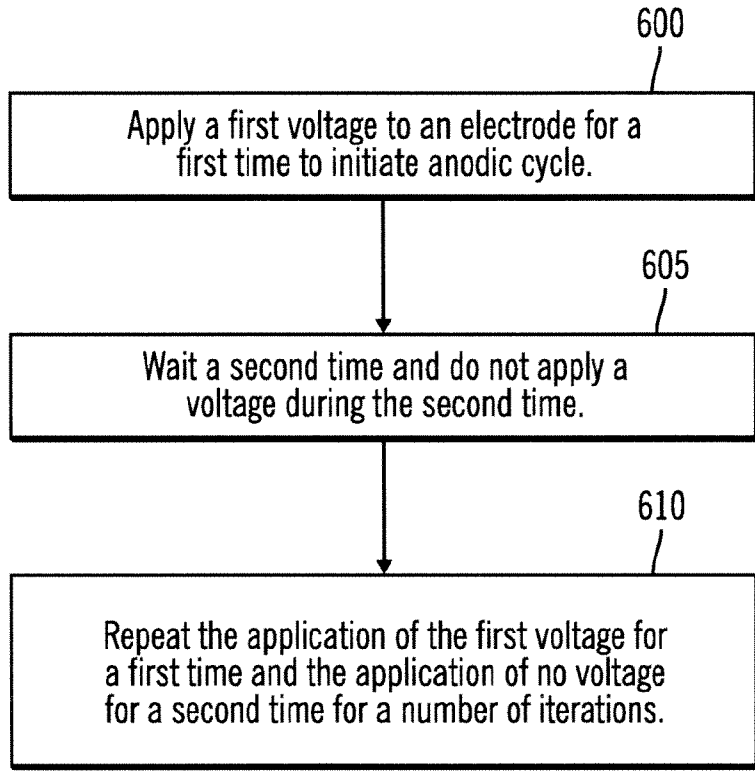 600
Apply a first voltage to an electrode for a
first time to initiate anodic cycle.
605
Wait a second time and do not apply a
voltage during the second time.
610
Repeat the application of the first voltage for
a first time and the application of no voltage
for a second time for a number of iterations.